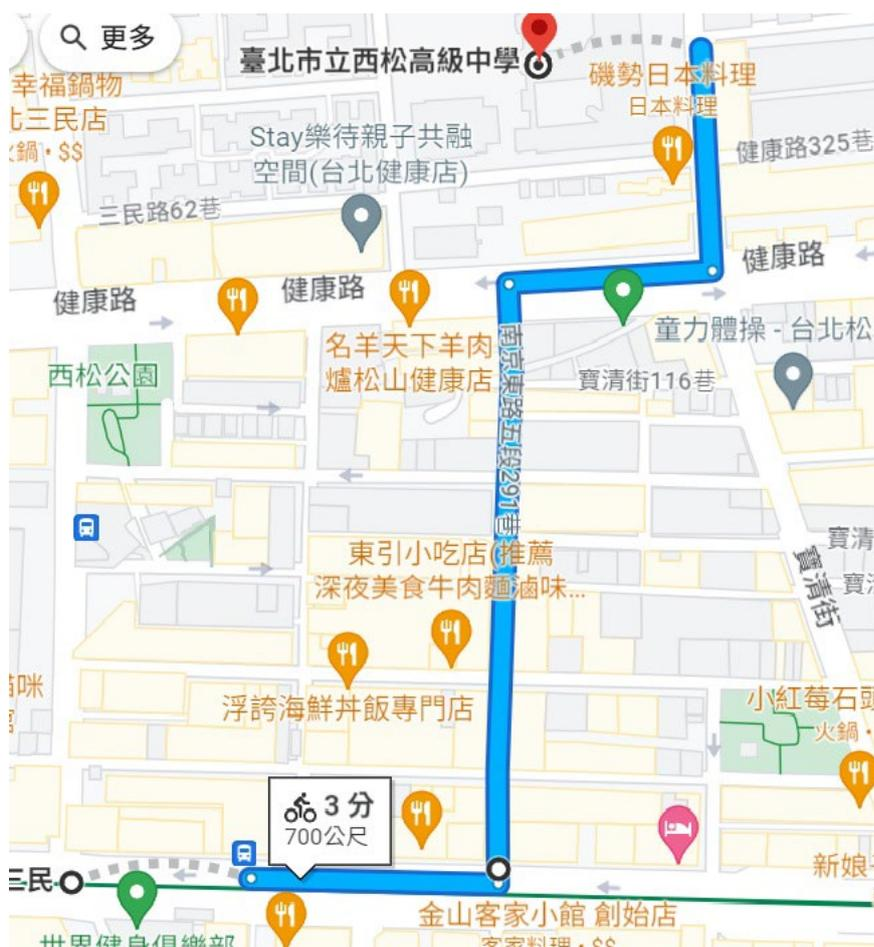 更多
臺北市立西松高級中學
磯勢日本料理
日本料理
幸福鍋物
北三民店
火鍋・$$
Stay樂待親子共融
空間(台北健康店)
健康路325巷
三民路62巷
健康路
健康路
健康路
名羊天下羊肉
爐松山健康店
童力體操 - 台北松
西松公園
寶清街116巷
南京東路五段291巷
東引小吃店(推薦
深夜美食牛肉麵滷味...
寶清
寶清街
浮誇海鮮丼飯專門店
貓咪
小紅莓石頭
火鍋・
3 分
700公尺
三民
新娘
世界健身俱樂部
金山客家小館 創始店
客家料理・$$